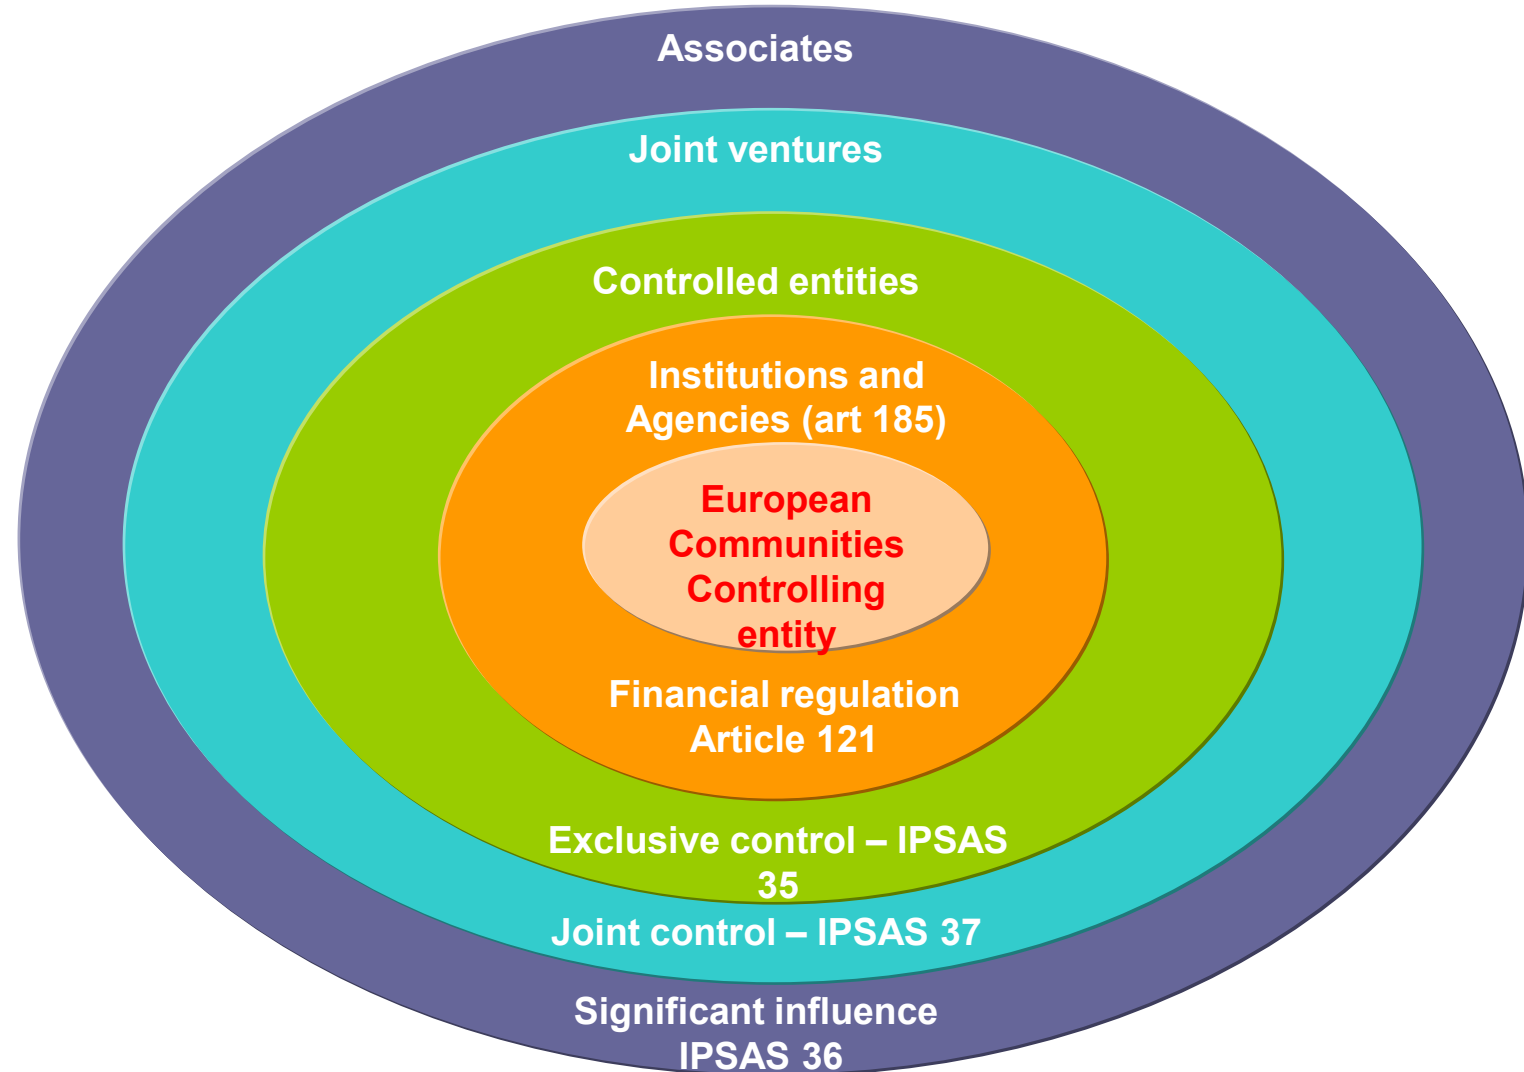 Associates
Joint ventures
Controlled entities
Institutions and
Agencies (art 185)
European
Communities
Controlling
entity
Financial regulation
Article 121
Exclusive control – IPSAS
35
Joint control – IPSAS 37
Significant influence
IPSAS 36